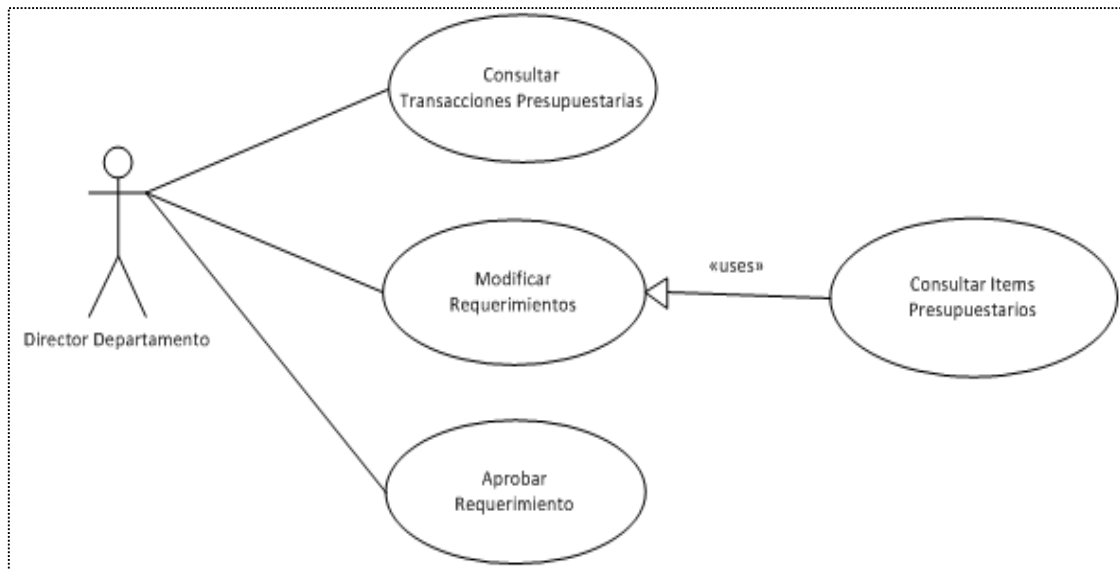 Consultar
Transacciones Presupuestarias
Modificar
Requerimientos
«uses»
Consultar Items
Presupuestarios
Director Departamento
Aprobar
Requerimiento